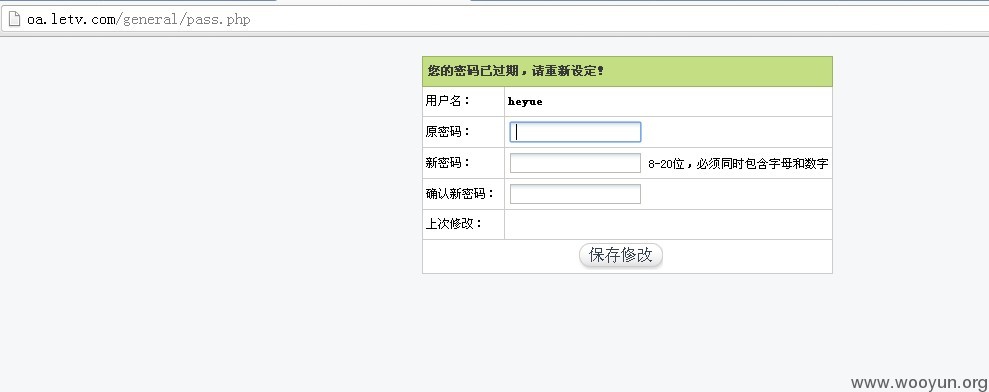 oa.letv.com/general/pass.php
您的密码已过期，请重新设定！
用户名： heyue
原密码：
新密码： 8-20位，必须同时包含字母和数字
确认新密码：
上次修改：
保存修改
www.wooyun.org